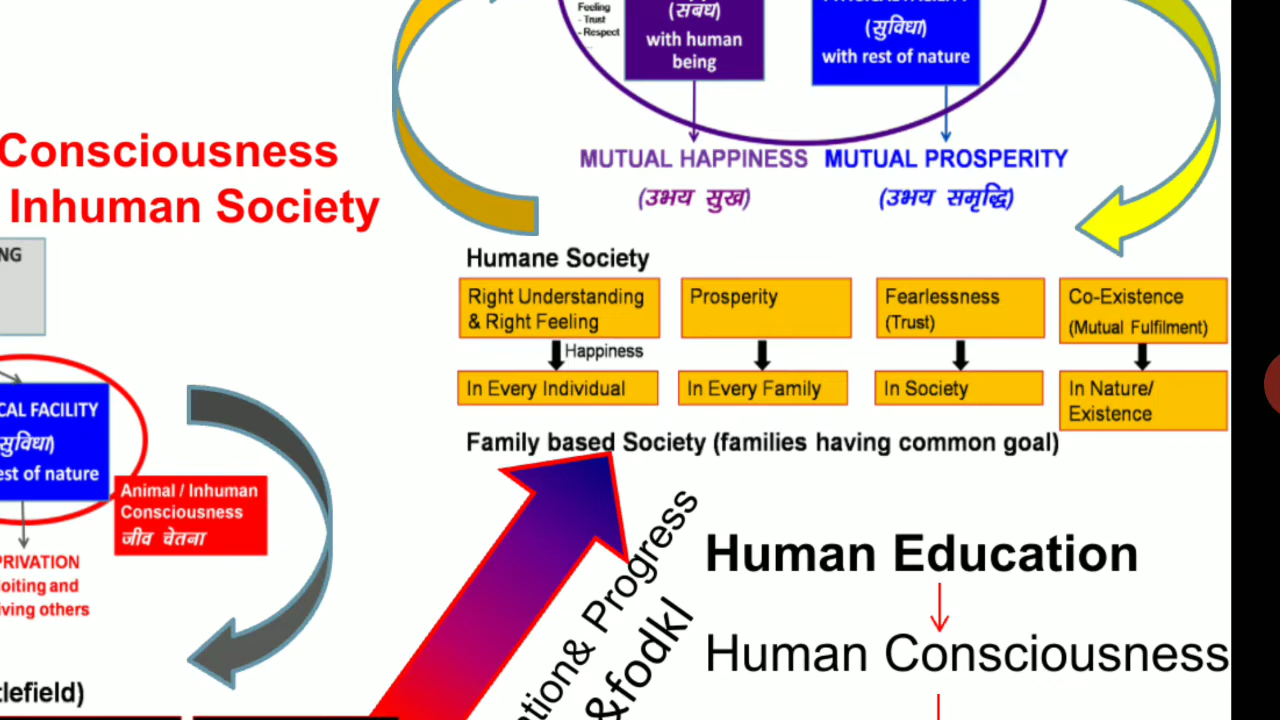 Feeling
- Trust
- Respect
(संबंध)
with human
being
(सुविधा)
with rest of nature
MUTUAL HAPPINESS
(उभय सुख)
MUTUAL PROSPERITY
(उभय समृद्धि)
Consciousness
Inhuman Society
Humane Society
Right Understanding
& Right Feeling
Prosperity
Fearlessness
(Trust)
Co-Existence
(Mutual Fulfilment)
Happiness
In Every Individual
In Every Family
In Society
In Nature/
Existence
Family based Society (families having common goal)
NG
CAL FACILITY
सुविधा)
est of nature
Animal / Inhuman
Consciousness
जीव चेतना
PRIVATION
oiting and
iving others
tlefield)
ation& Progress
&fodkl
Human Education
Human Consciousness